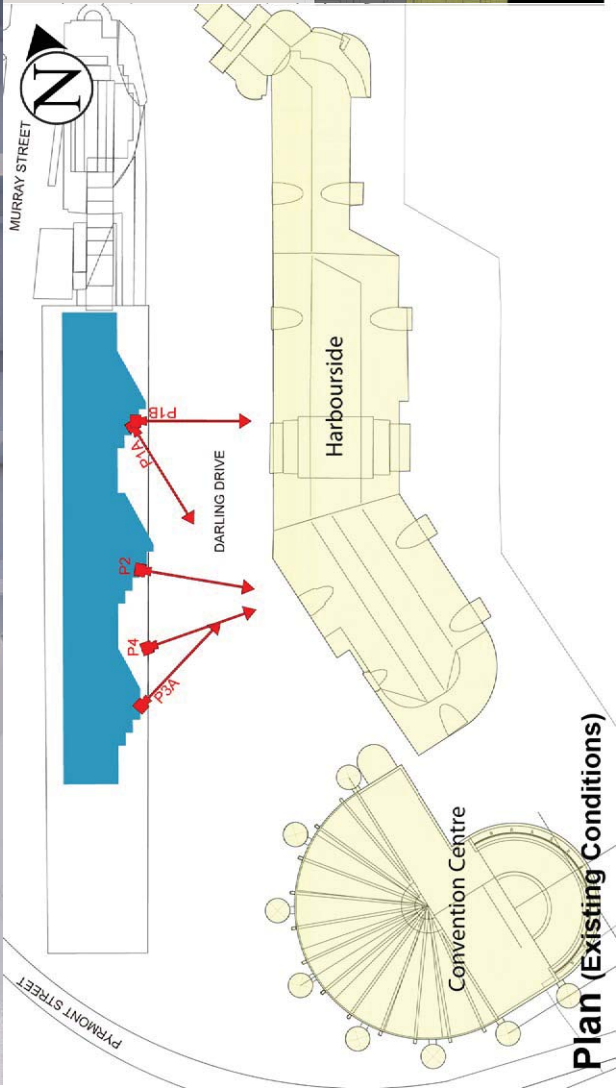 N
MURRAY STREET
P1B
P1A
DARLING DRIVE
P2
P4
P3A
Harbourside
Convention Centre
PYRMONT STREET
Plan (Existing Conditions)